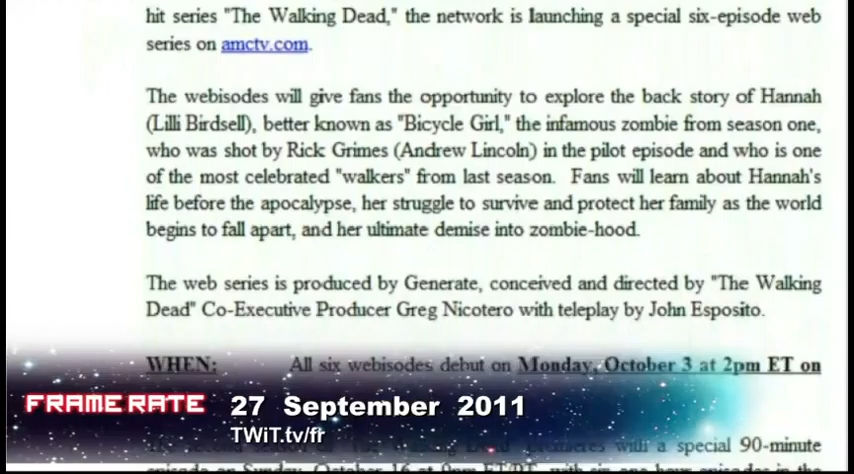 hit series "The Walking Dead," the network is launching a special six-episode web
series on amctv.com.
The webisodes will give fans the opportunity to explore the back story of Hannah
(Lilli Birdsell), better known as "Bicycle Girl," the infamous zombie from season one,
who was shot by Rick Grimes (Andrew Lincoln) in the pilot episode and who is one
of the most celebrated "walkers" from last season. Fans will learn about Hannah's
life before the apocalypse, her struggle to survive and protect her family as the world
begins to fall apart, and her ultimate demise into zombie-hood.
The web series is produced by Generate, conceived and directed by "The Walking
Dead" Co-Executive Producer Greg Nicotero with teleplay by John Esposito.
WHEN: All six webisodes debut on Monday, October 3 at 2pm ET on
FRAME RATE 27 September 2011
TWiT.tv/fr
with a special 90-minute